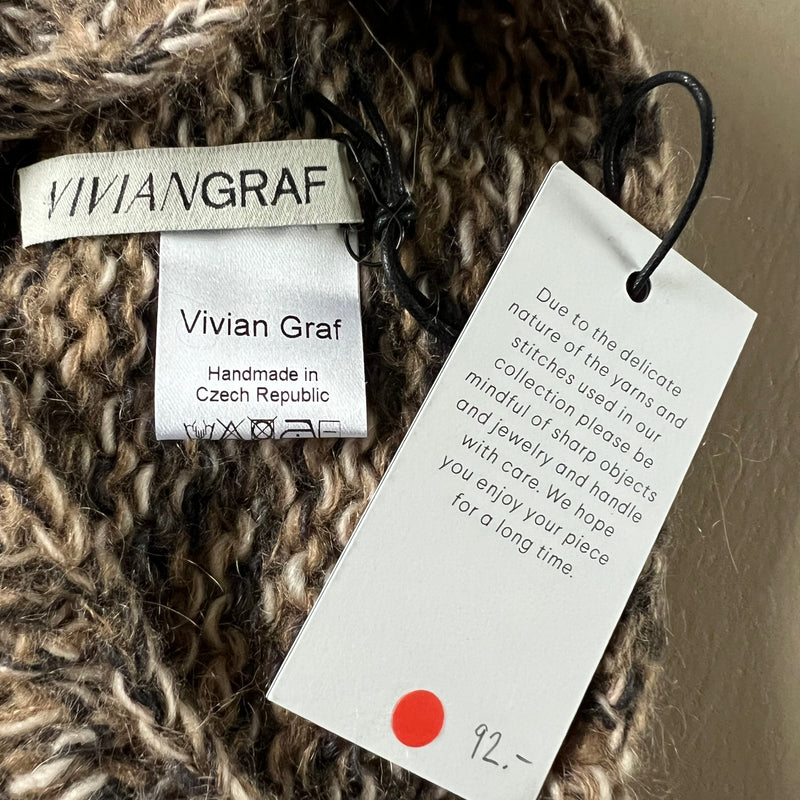 VIVIANGRAF
Vivian Graf
Handmade in
Czech Republic
Due to the delicate
nature of the yarns and
stitches used in our
collection please be
mindful of sharp objects
and jewelry and handle
with care. We hope
you enjoy your piece
for a long time.
92.-